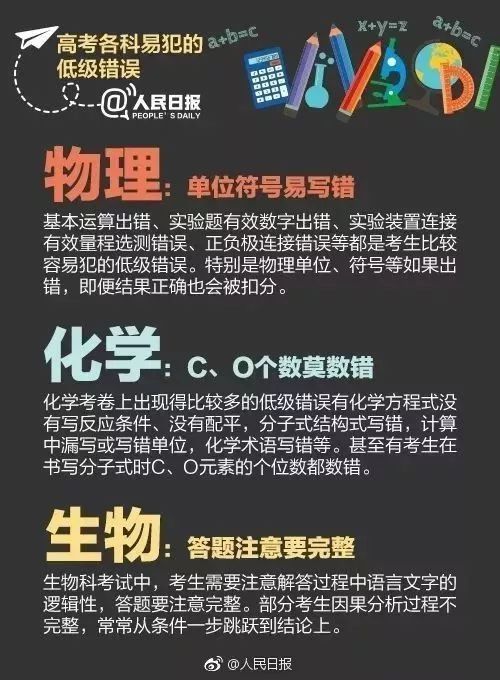 高考各科易犯的
低级错误
@人民日报
PEOPLE'S DAILY
a+b=c
x+y=z
a+b=c
物理：单位符号易写错
基本运算出错、实验题有效数字出错、实验装置连接
有效量程选测错误、正负极连接错误等都是考生比较
容易犯的低级错误。特别是物理单位、符号等如果出
错，即便结果正确也会被扣分。
化学：C、O个数莫数错
化学考卷上出现得比较多的低级错误有化学方程式没
有写反应条件、没有配平，分子式结构式写错，计算
中漏写或写错单位，化学术语写错等。甚至有考生在
书写分子式时C、O元素的个位数都数错。
生物：答题注意要完整
生物科考试中，考生需要注意解答过程中语言文字的
逻辑性，答题要注意完整。部分考生因果分析过程不
完整，常常从条件一步跳跃到结论上。
@人民日报